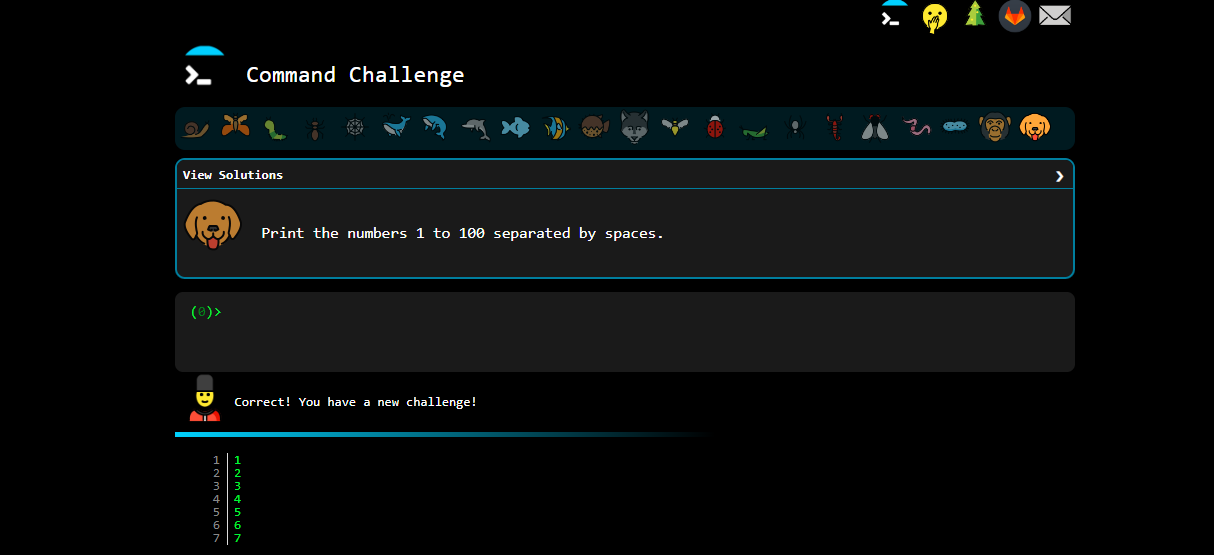 Command Challenge
View Solutions
Print the numbers 1 to 100 separated by spaces.
(0)>
Correct! You have a new challenge!
1 1
2 2
3 3
4 4
5 5
6 6
7 7